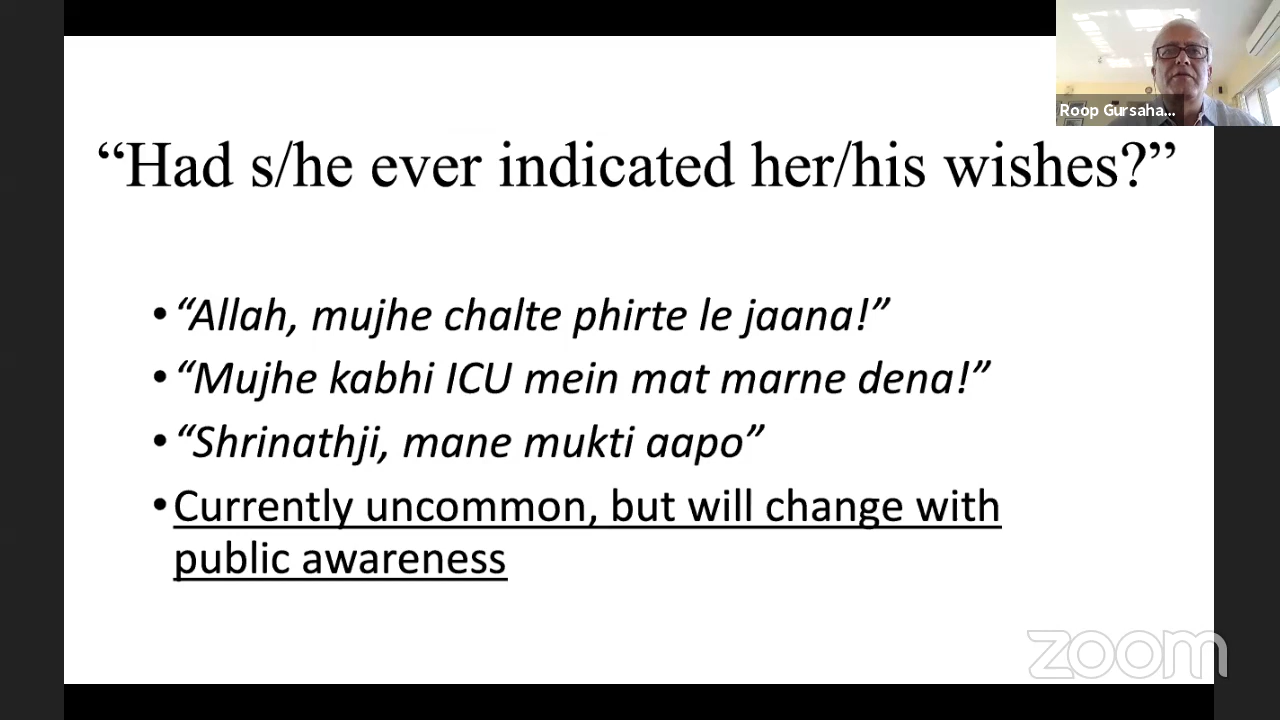 Roop Gursaha...
“Had s/he ever indicated her/his wishes?”
•“Allah, mujhe chalte phirte le jaana!”
•“Mujhe kabhi ICU mein mat marne dena!”
•“Shrinathji, mane mukti aapo”
•Currently uncommon, but will change with
public awareness
zoom